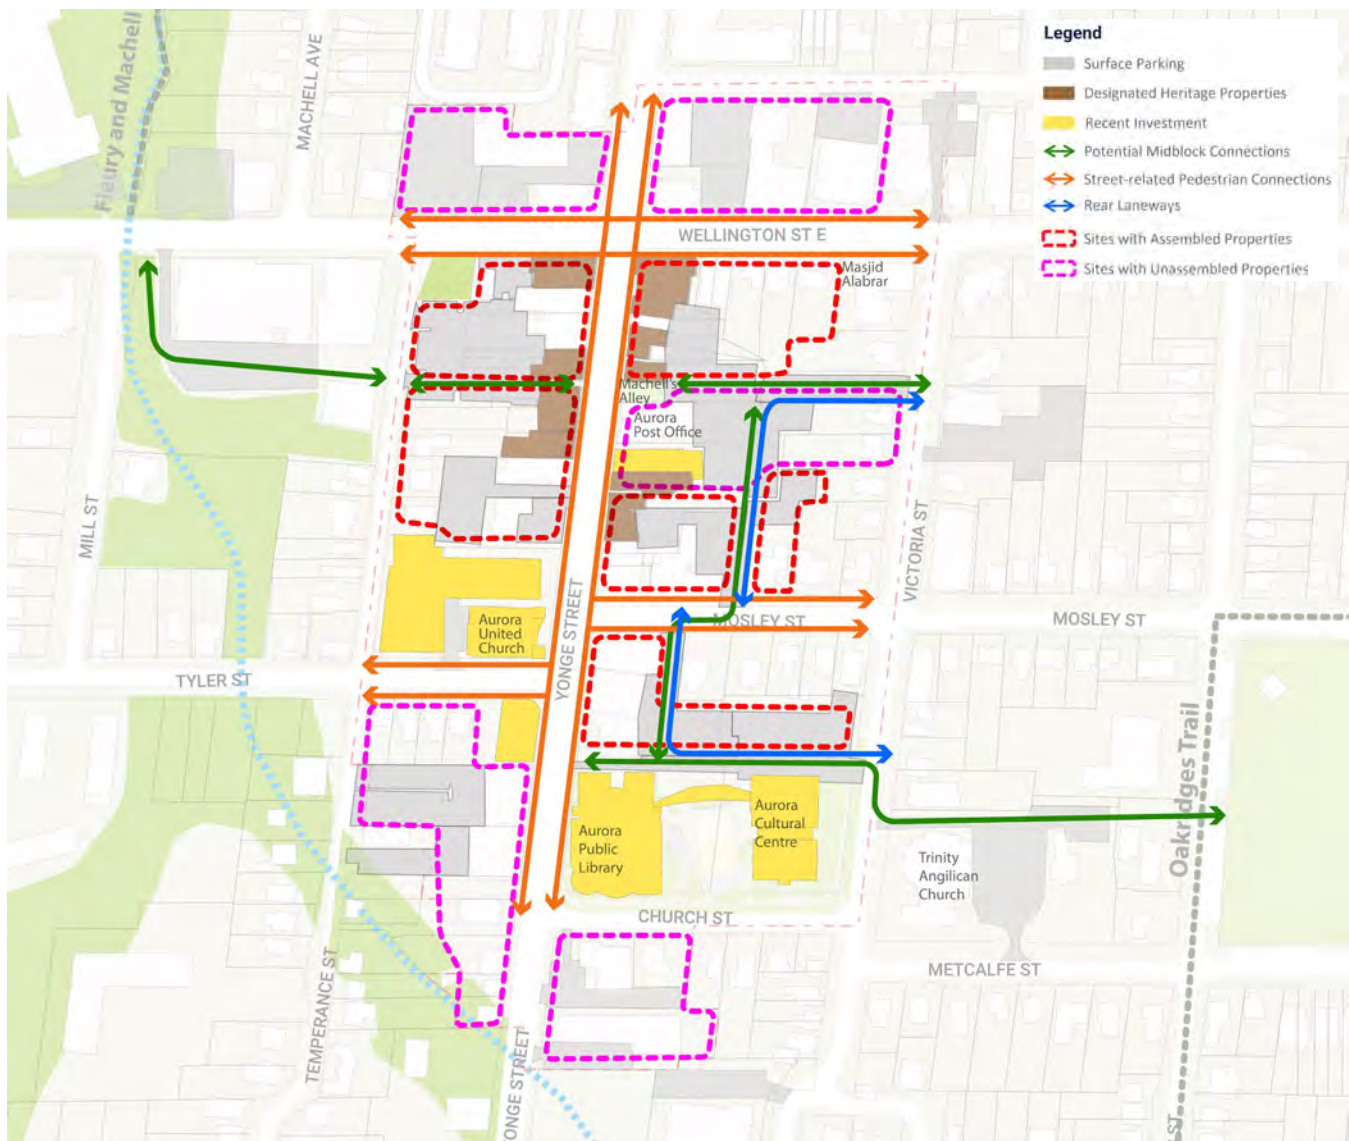 Legend
Surface Parking
Designated Heritage Properties
Recent Investment
Potential Midblock Connections
Street-related Pedestrian Connections
Rear Laneways
Sites with Assembled Properties
Sites with Unassembled Properties
Fleury and Machell
MACHELL AVE
WELLINGTON ST E
Masjid
Alabrar
Machell's
Alley
Aurora
Post Office
MILL ST
VICTORIA ST
YONGE STREET
Aurora
United
Church
MOSLEY ST
MOSLEY ST
TYLER ST
Oakridges Trail
Aurora
Public
Library
Aurora
Cultural
Centre
Trinity
Angilican
Church
CHURCH ST
METCALFE ST
TEMPERANCE ST
YONGE STREET
ST